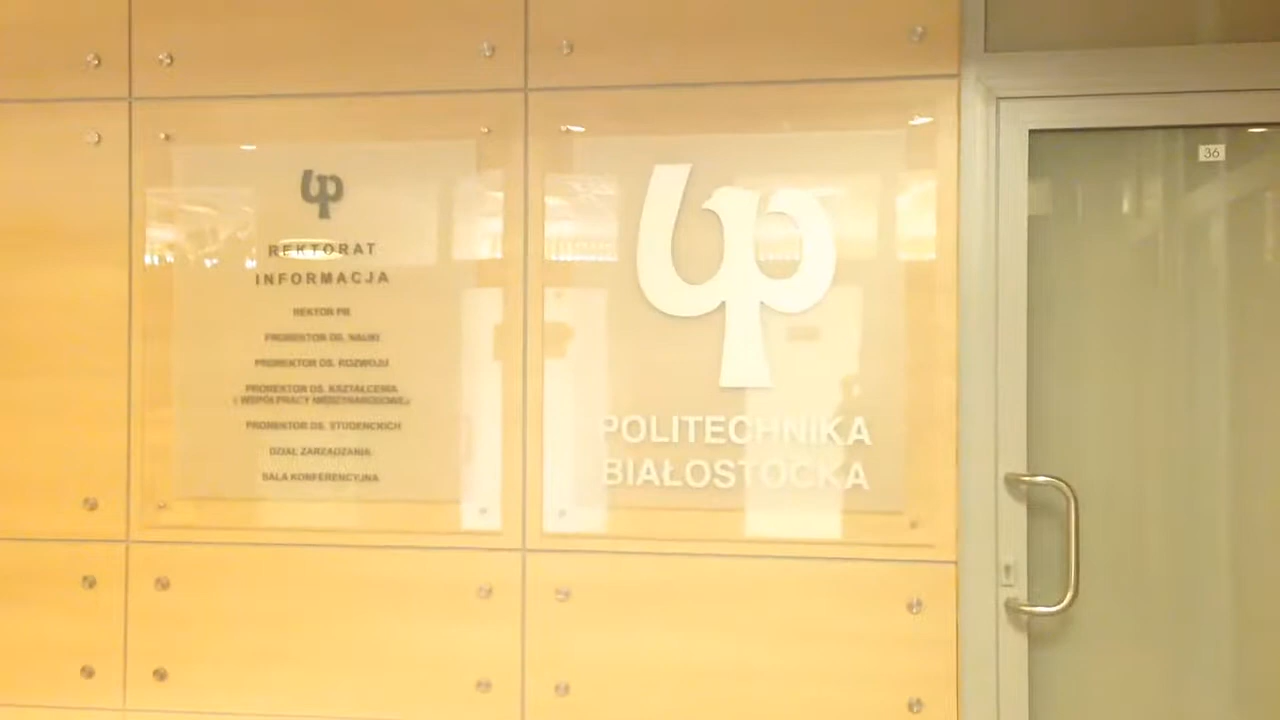 REKTORAT
INFORMACJA
REKTOR PB
PROREKTOR DS. NAUKI
PROREKTOR DS. ROZWOJU
PROREKTOR DS. KSZTAŁCENIA
I WSPÓŁPRACY MIĘDZYNARODOWEJ
PROREKTOR DS. STUDENCKICH
DZIAŁ ZARZĄDZANIA
SALA KONFERENCYJNA
POLITECHNIKA
BIAŁOSTOCKA
36